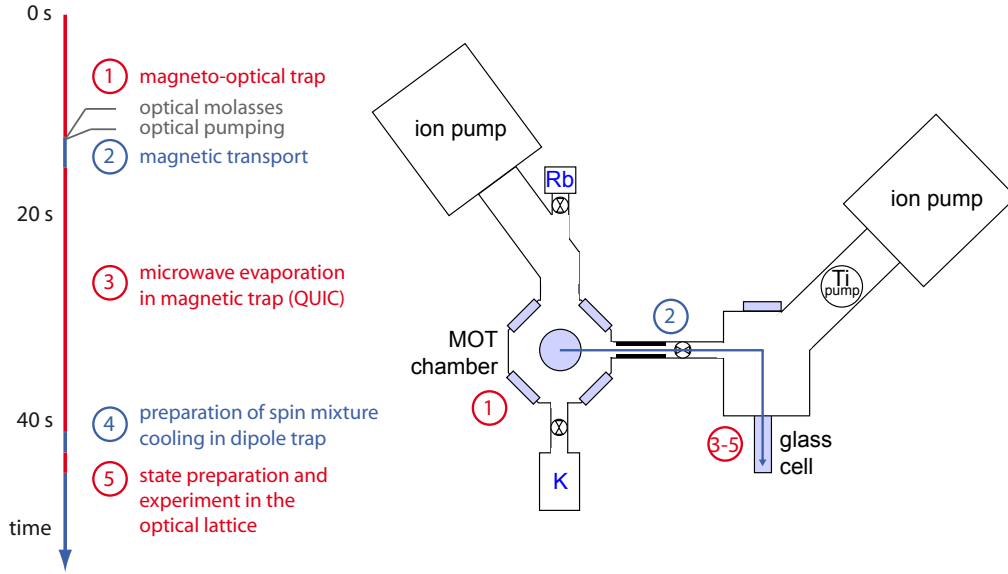 0 s
1 magneto-optical trap
optical molasses
optical pumping
2 magnetic transport
20 s
3 microwave evaporation
in magnetic trap (QUIC)
40 s
4 preparation of spin mixture
cooling in dipole trap
5 state preparation and
experiment in the
optical lattice
time
ion pump
Rb
MOT
chamber
1
K
2
ion pump
Ti
pump
3-5
glass
cell